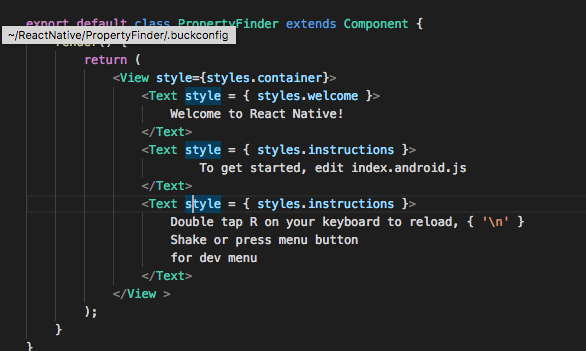 export default class PropertyFinder extends Component {
~/ReactNative/PropertyFinder/.buckconfig
render() {
return (
<View style={styles.container}>
<Text style = { styles.welcome }>
Welcome to React Native!
</Text>
<Text style = { styles.instructions }>
To get started, edit index.android.js
</Text>
<Text style = { styles.instructions }>
Double tap R on your keyboard to reload, { '\n' }
Shake or press menu button
for dev menu
</Text>
</View >
);
}
}